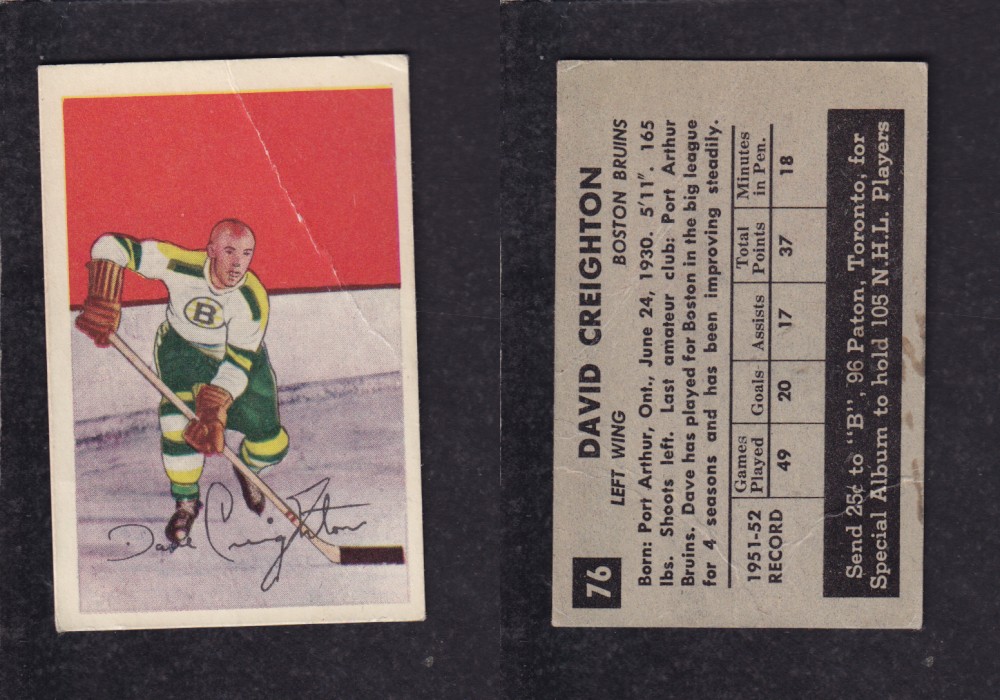 B
Dave Creighton
76
DAVID CREIGHTON
LEFT WING BOSTON BRUINS
Born: Port Arthur, Ont., June 24, 1930. 5'11". 165
lbs. Shoots left. Last amateur club: Port Arthur
Bruins. Dave has played for Boston in the big league
for 4 seasons and has been improving steadily.
1951-52 RECORD
Games Played Goals Assists Total Points Minutes in Pen.
49 20 17 37 18
Send 25¢ to "B", 96 Paton, Toronto, for
Special Album to hold 105 N.H.L. Players